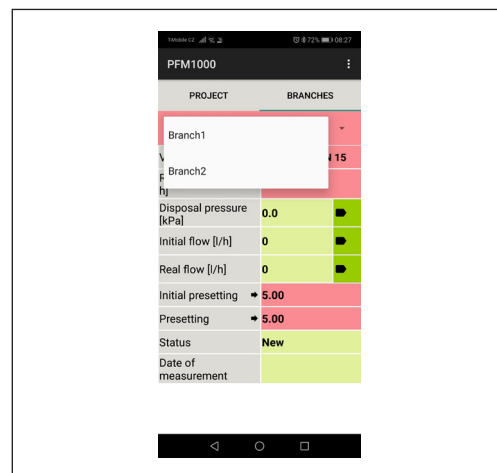 T-Mobile CZ 72% 08:27
PFM1000
PROJECT BRANCHES
Branch1
V N 15
Branch2
R
h]
Disposal pressure
[kPa] 0.0
Initial flow [l/h] 0
Real flow [l/h] 0
Initial presetting 5.00
Presetting 5.00
Status New
Date of
measurement